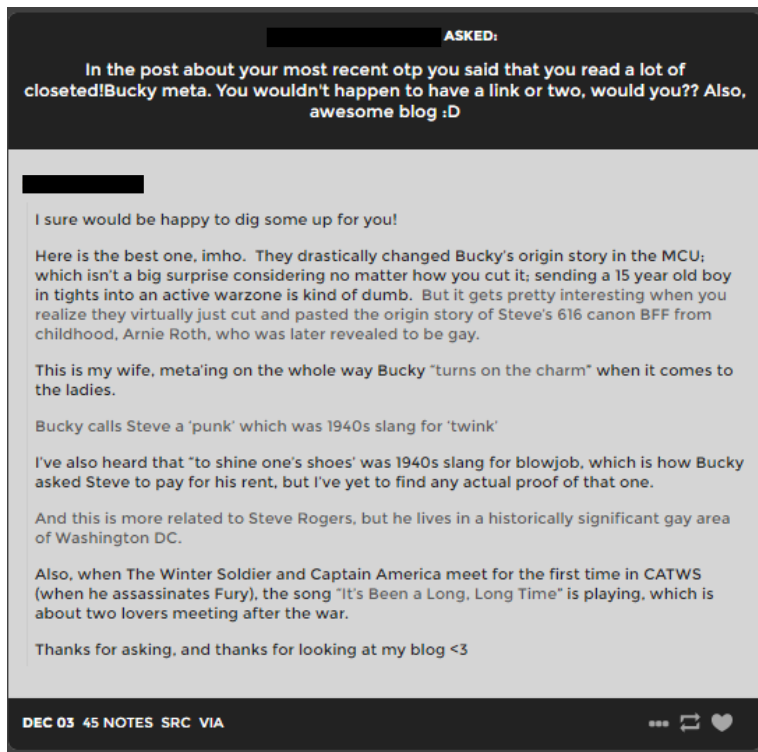 ASKED:
In the post about your most recent otp you said that you read a lot of
closeted!Bucky meta. You wouldn't happen to have a link or two, would you?? Also,
awesome blog :D
I sure would be happy to dig some up for you!
Here is the best one, imho.  They drastically changed Bucky's origin story in the MCU;
which isn't a big surprise considering no matter how you cut it; sending a 15 year old boy
in tights into an active warzone is kind of dumb.  But it gets pretty interesting when you
realize they virtually just cut and pasted the origin story of Steve's 616 canon BFF from
childhood, Arnie Roth, who was later revealed to be gay.
This is my wife, meta'ing on the whole way Bucky "turns on the charm" when it comes to
the ladies.
Bucky calls Steve a 'punk' which was 1940s slang for 'twink'
I've also heard that "to shine one's shoes' was 1940s slang for blowjob, which is how Bucky
asked Steve to pay for his rent, but I've yet to find any actual proof of that one.
And this is more related to Steve Rogers, but he lives in a historically significant gay area
of Washington DC.
Also, when The Winter Soldier and Captain America meet for the first time in CATWS
(when he assassinates Fury), the song "It's Been a Long, Long Time" is playing, which is
about two lovers meeting after the war.
Thanks for asking, and thanks for looking at my blog <3
DEC 03 45 NOTES SRC VIA